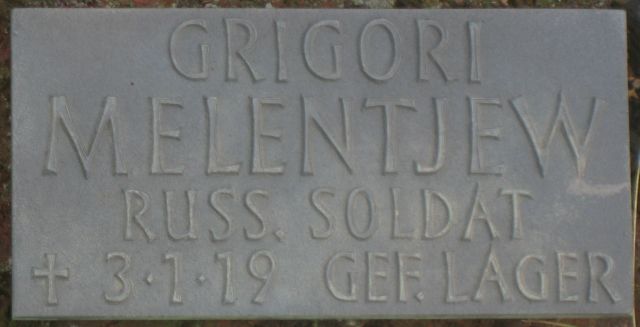 GRIGORI
MELENTJEW
RUSS. SOLDAT
✝ 3·1·19 GEF. LAGER